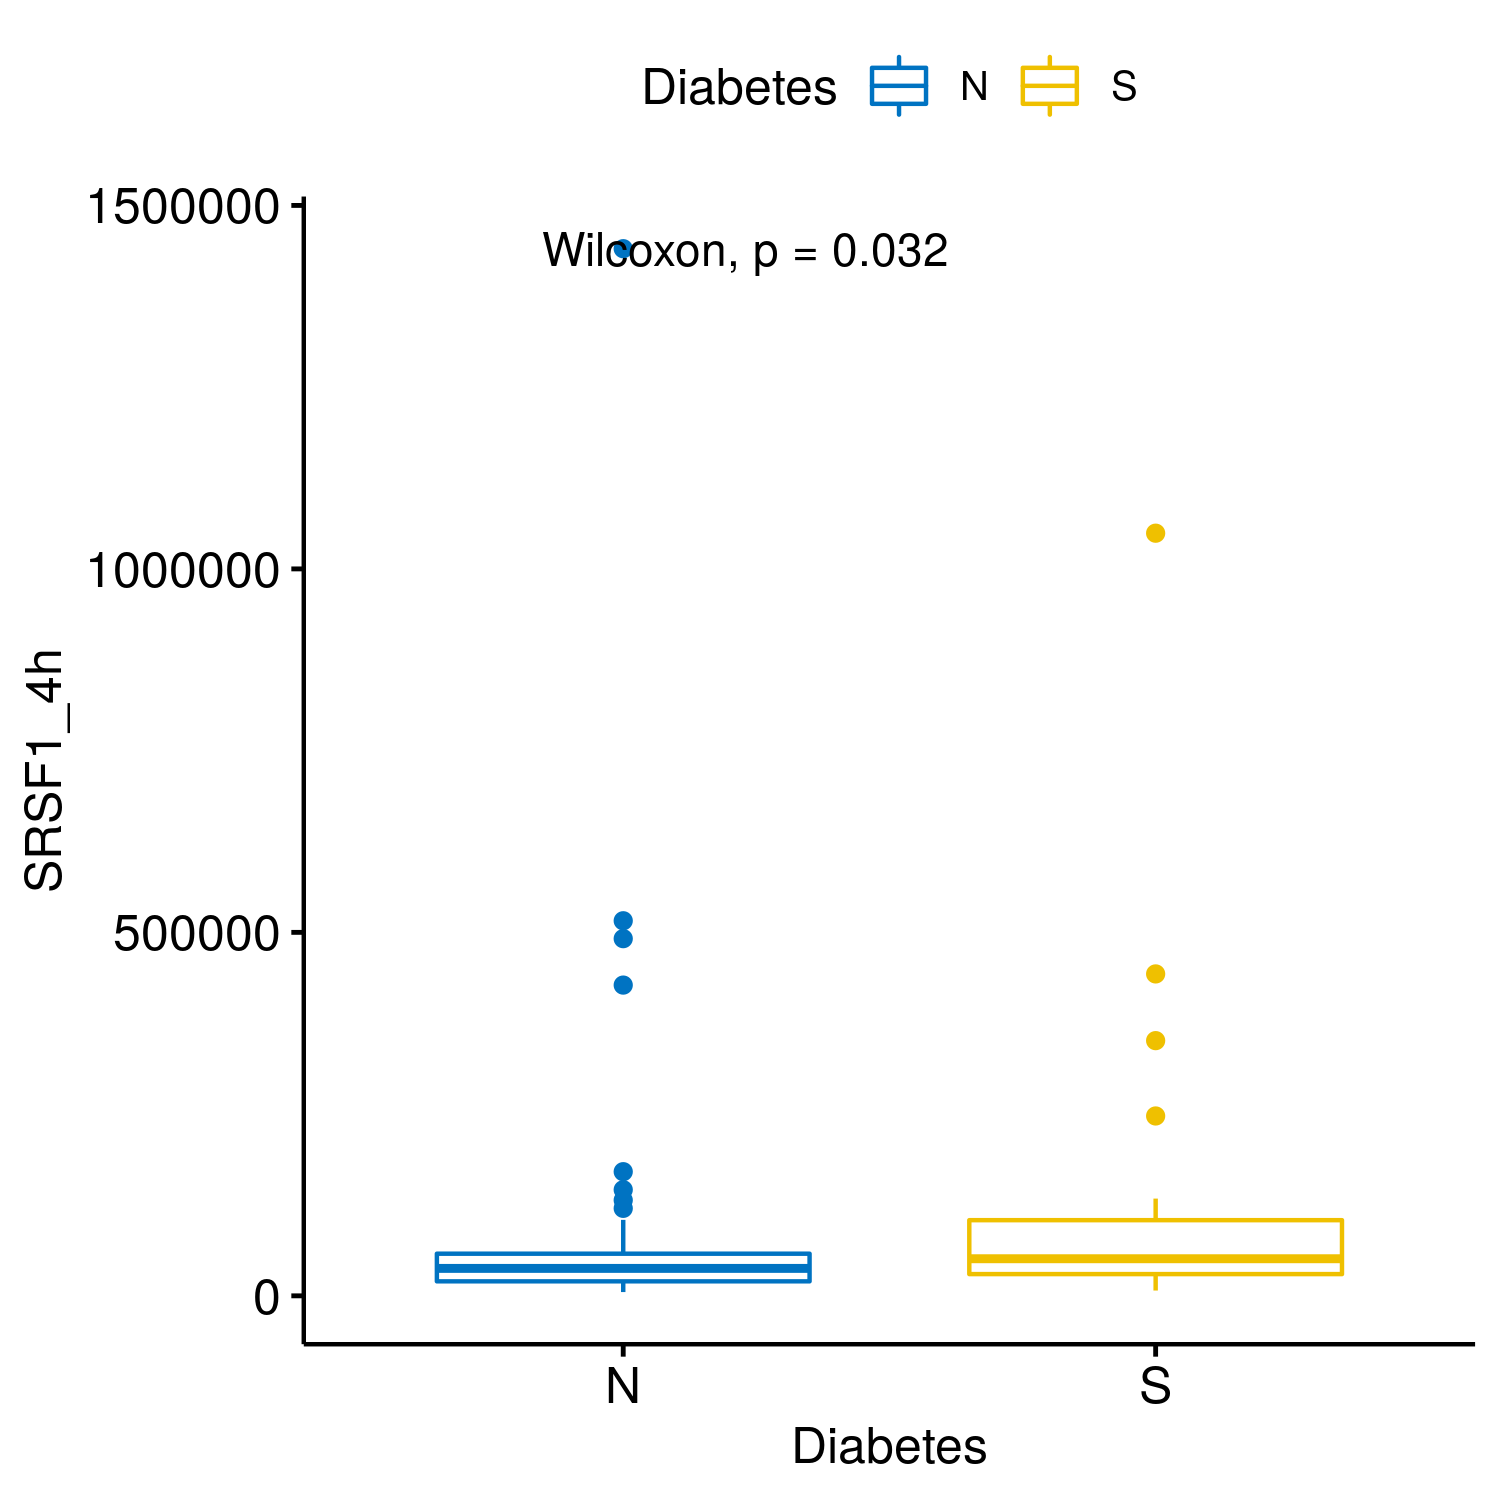 Diabetes N S
1500000
Wilcoxon, p = 0.032
1000000
SRSF1_4h
500000
0
N S
Diabetes